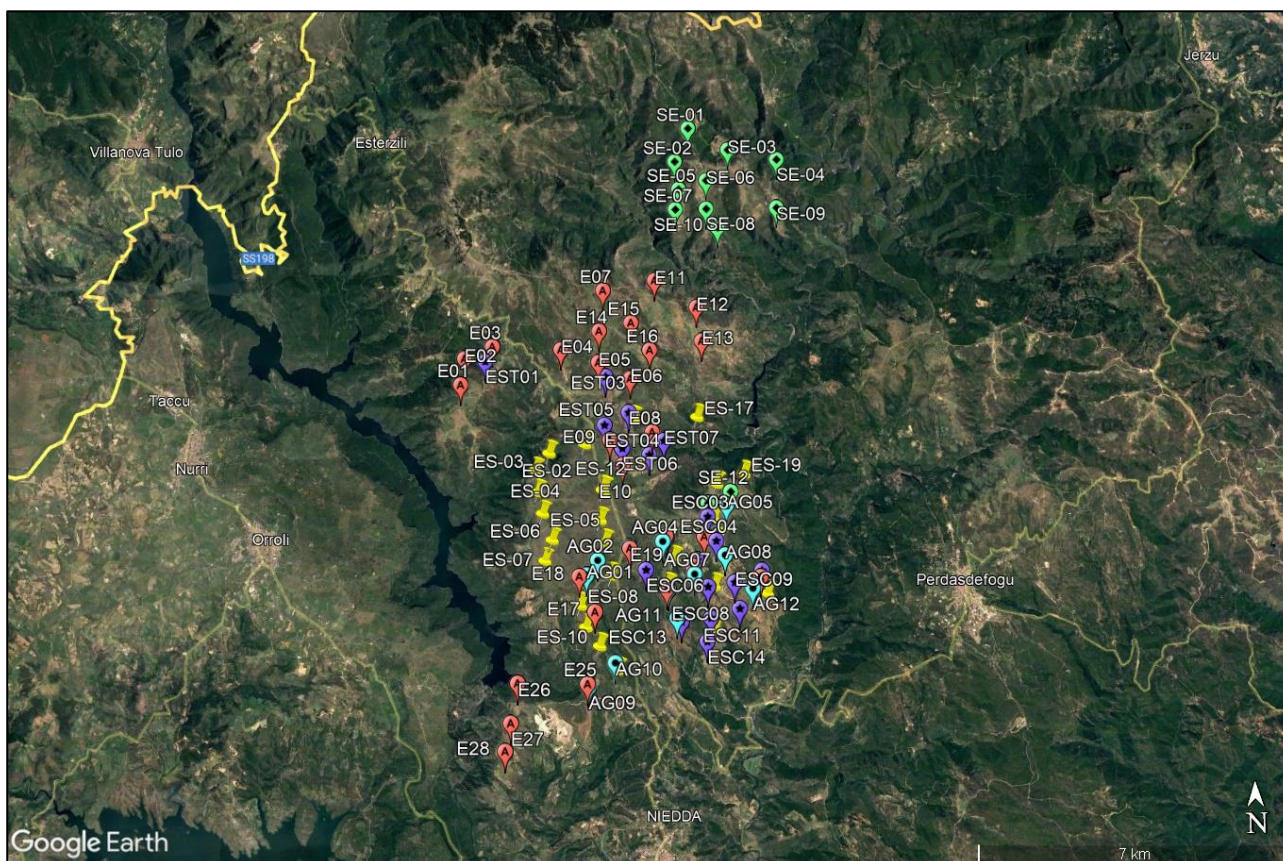 Jerzu
SE-01
Villanova Tulo
Esterzili
SE-02
SE-03
SE-04
SE-05
SE-06
SE-07
SE-09
SE-10
SE-08
SS198
E07
E11
E15
E12
E14
E16
E13
E03
E04
E02
E05
EST01
E01
EST03
E06
Taccu
EST05
E08
ES-17
E09
EST04
EST07
Nurri
ES-03
ES-02
ES-12
EST06
ES-19
SE-12
ES-04
E10
ESC03
AG05
ES-05
ES-06
AG04
ESC04
Orroli
AG02
E19
AG08
ES-07
AG07
E18
AG01
ESC09
Perdasdefogu
ES-08
ESC06
AG12
E17
AG11
ESC08
ES-10
ESC13
ESC11
ESC14
E25
AG10
E26
AG09
E27
E28
NIEDDA
N
Google Earth
7 km